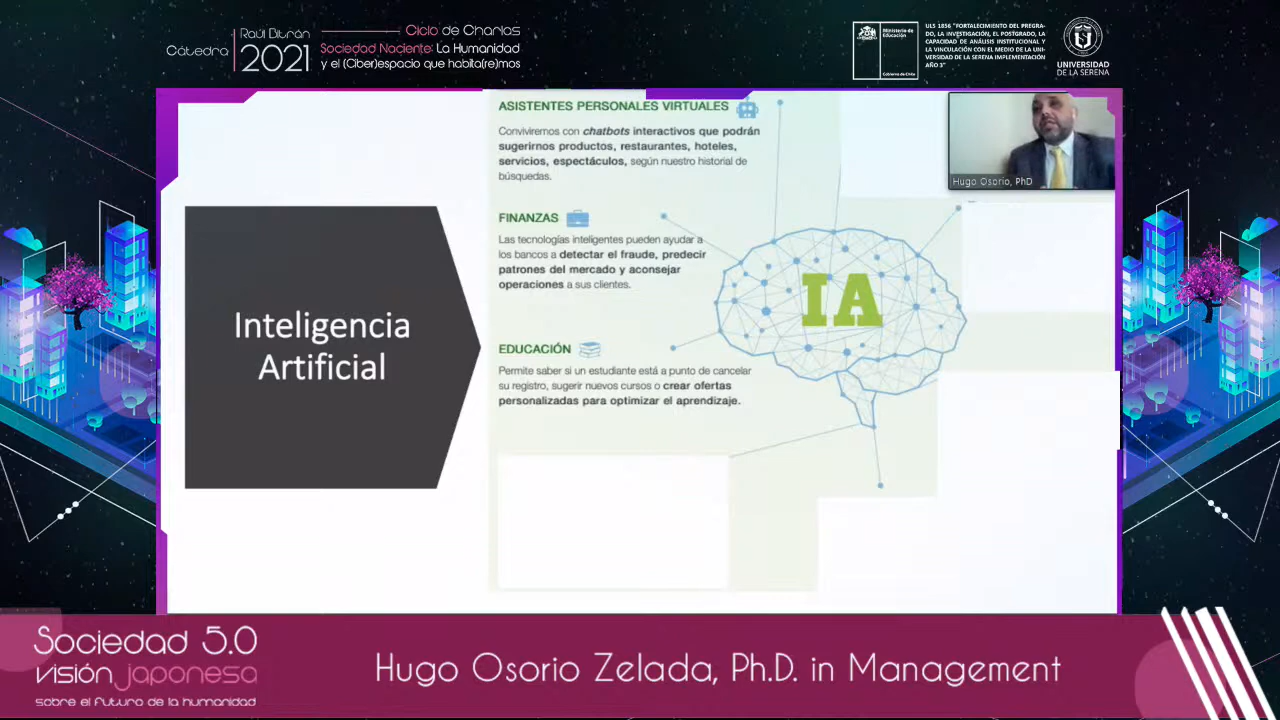 Cátedra
Raúl Bitrán
2021
Ciclo de Charlas
Sociedad Naciente: La Humanidad
y el (Ciber)espacio que habita(re)mos
Ministerio de
Educación
Gobierno de Chile
ULS 1856 "FORTALECIMIENTO DEL PREGRA-
DO, LA INVESTIGACIÓN, EL POSTGRADO, LA
CAPACIDAD DE ANÁLISIS INSTITUCIONAL Y
LA VINCULACIÓN CON EL MEDIO DE LA UNI-
VERSIDAD DE LA SERENA IMPLEMENTACIÓN
AÑO 3"
UNIVERSIDAD
DE LA SERENA
ASISTENTES PERSONALES VIRTUALES
Conviviremos con chatbots interactivos que podrán
sugerirnos productos, restaurantes, hoteles,
servicios, espectáculos, según nuestro historial de
búsquedas.
Hugo Osorio, PhD
FINANZAS
Las tecnologías inteligentes pueden ayudar a
los bancos a detectar el fraude, predecir
patrones del mercado y aconsejar
operaciones a sus clientes.
IA
Inteligencia
Artificial
EDUCACIÓN
Permite saber si un estudiante está a punto de cancelar
su registro, sugerir nuevos cursos o crear ofertas
personalizadas para optimizar el aprendizaje.
Sociedad 5.0
visión japonesa
sobre el futuro de la humanidad
Hugo Osorio Zelada, Ph.D. in Management